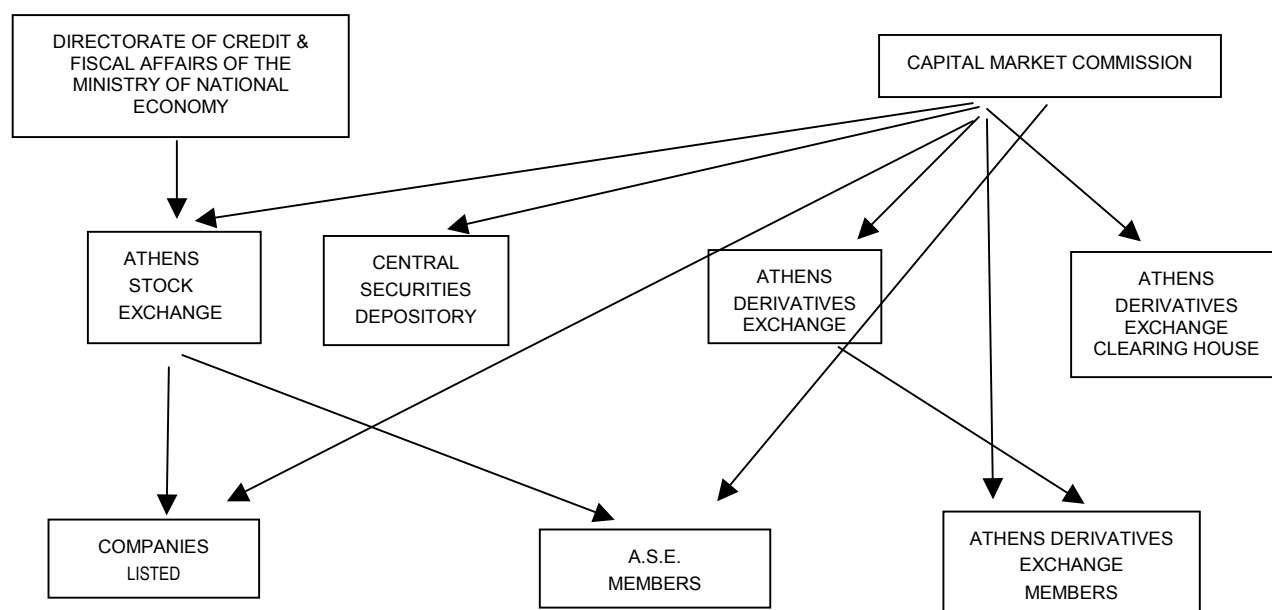 DIRECTORATE OF CREDIT &
FISCAL AFFAIRS OF THE
MINISTRY OF NATIONAL
ECONOMY
CAPITAL MARKET COMMISSION
ATHENS
STOCK
EXCHANGE
CENTRAL
SECURITIES
DEPOSITORY
ATHENS
DERIVATIVES
EXCHANGE
ATHENS
DERIVATIVES
EXCHANGE
CLEARING HOUSE
COMPANIES
LISTED
A.S.E.
MEMBERS
ATHENS DERIVATIVES
EXCHANGE
MEMBERS